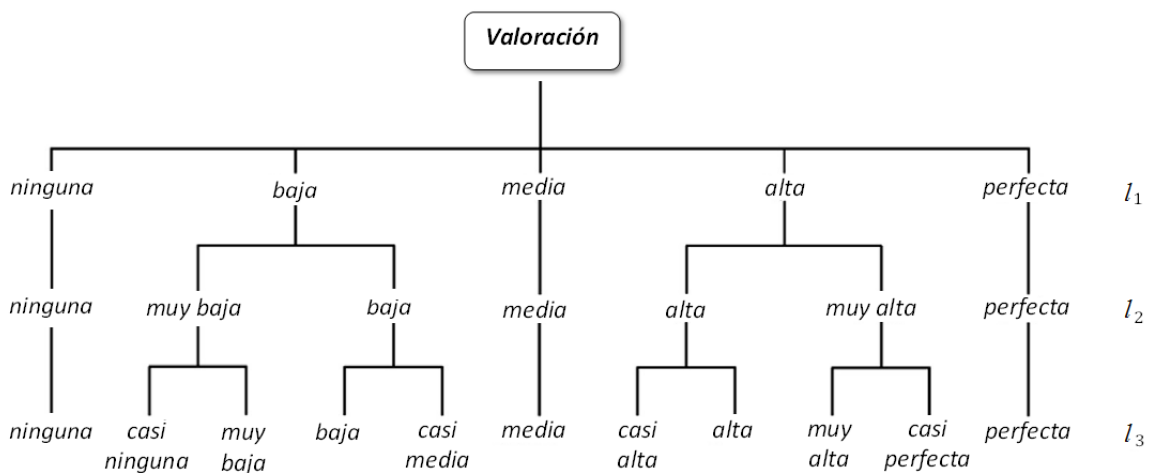 Valoración
ninguna baja media alta perfecta l₁
ninguna muy baja baja media alta muy alta perfecta l₂
ninguna casi ninguna muy baja baja casi media media casi alta alta muy alta casi perfecta perfecta l₃